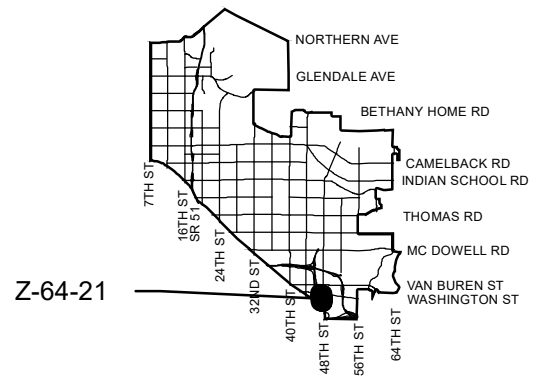 NORTHERN AVE
GLENDALE AVE
BETHANY HOME RD
CAMELBACK RD
INDIAN SCHOOL RD
THOMAS RD
MC DOWELL RD
VAN BUREN ST
WASHINGTON ST
7TH ST
16TH ST
SR 51
24TH ST
32ND ST
40TH ST
48TH ST
56TH ST
64TH ST
Z-64-21